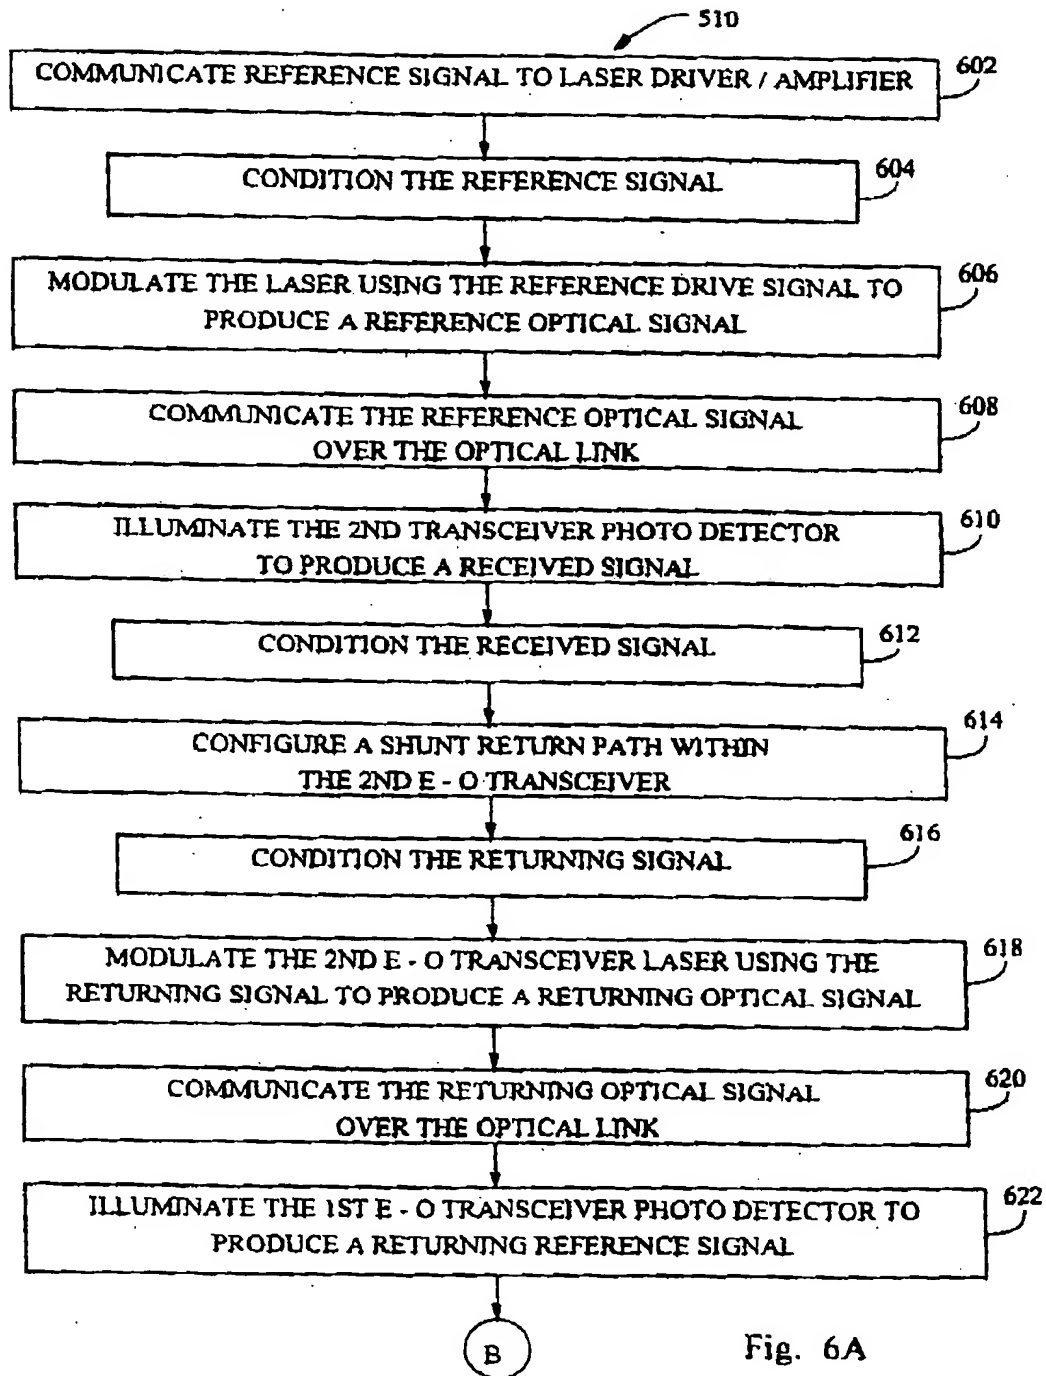 510
COMMUNICATE REFERENCE SIGNAL TO LASER DRIVER / AMPLIFIER
602
CONDITION THE REFERENCE SIGNAL
604
MODULATE THE LASER USING THE REFERENCE DRIVE SIGNAL TO
PRODUCE A REFERENCE OPTICAL SIGNAL
606
COMMUNICATE THE REFERENCE OPTICAL SIGNAL
OVER THE OPTICAL LINK
608
ILLUMINATE THE 2ND TRANSCEIVER PHOTO DETECTOR
TO PRODUCE A RECEIVED SIGNAL
610
CONDITION THE RECEIVED SIGNAL
612
CONFIGURE A SHUNT RETURN PATH WITHIN
THE 2ND E - O TRANSCEIVER
614
CONDITION THE RETURNING SIGNAL
616
MODULATE THE 2ND E - O TRANSCEIVER LASER USING THE
RETURNING SIGNAL TO PRODUCE A RETURNING OPTICAL SIGNAL
618
COMMUNICATE THE RETURNING OPTICAL SIGNAL
OVER THE OPTICAL LINK
620
ILLUMINATE THE 1ST E - O TRANSCEIVER PHOTO DETECTOR TO
PRODUCE A RETURNING REFERENCE SIGNAL
622
B
Fig. 6A